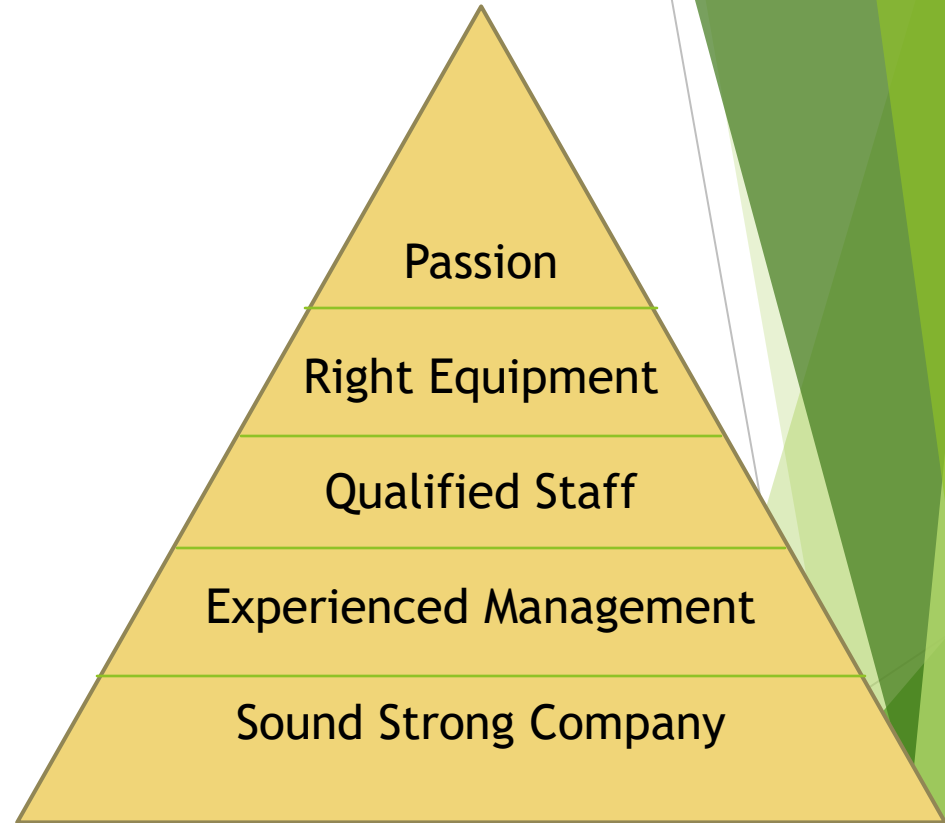 Passion
Right Equipment
Qualified Staff
Experienced Management
Sound Strong Company